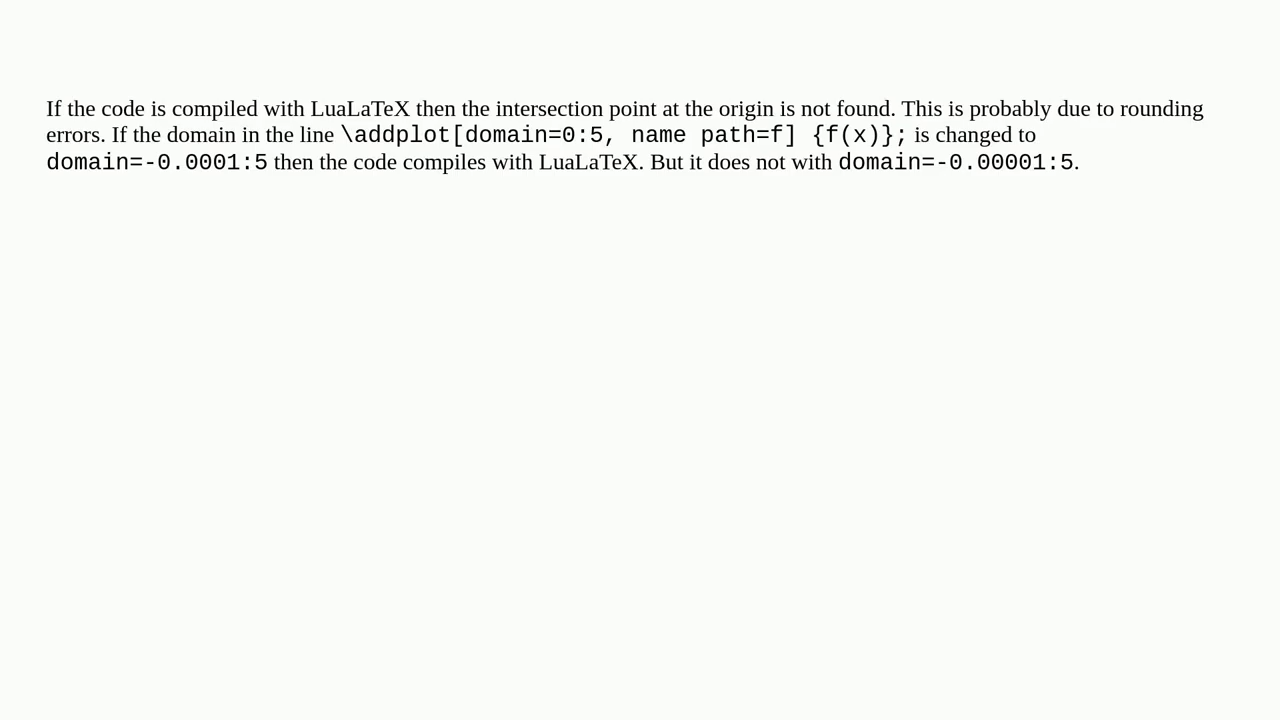 If the code is compiled with LuaLaTeX then the intersection point at the origin is not found. This is probably due to rounding
errors. If the domain in the line \addplot[domain=0:5, name path=f] {f(x)}; is changed to
domain=-0.0001:5 then the code compiles with LuaLaTeX. But it does not with domain=-0.00001:5.